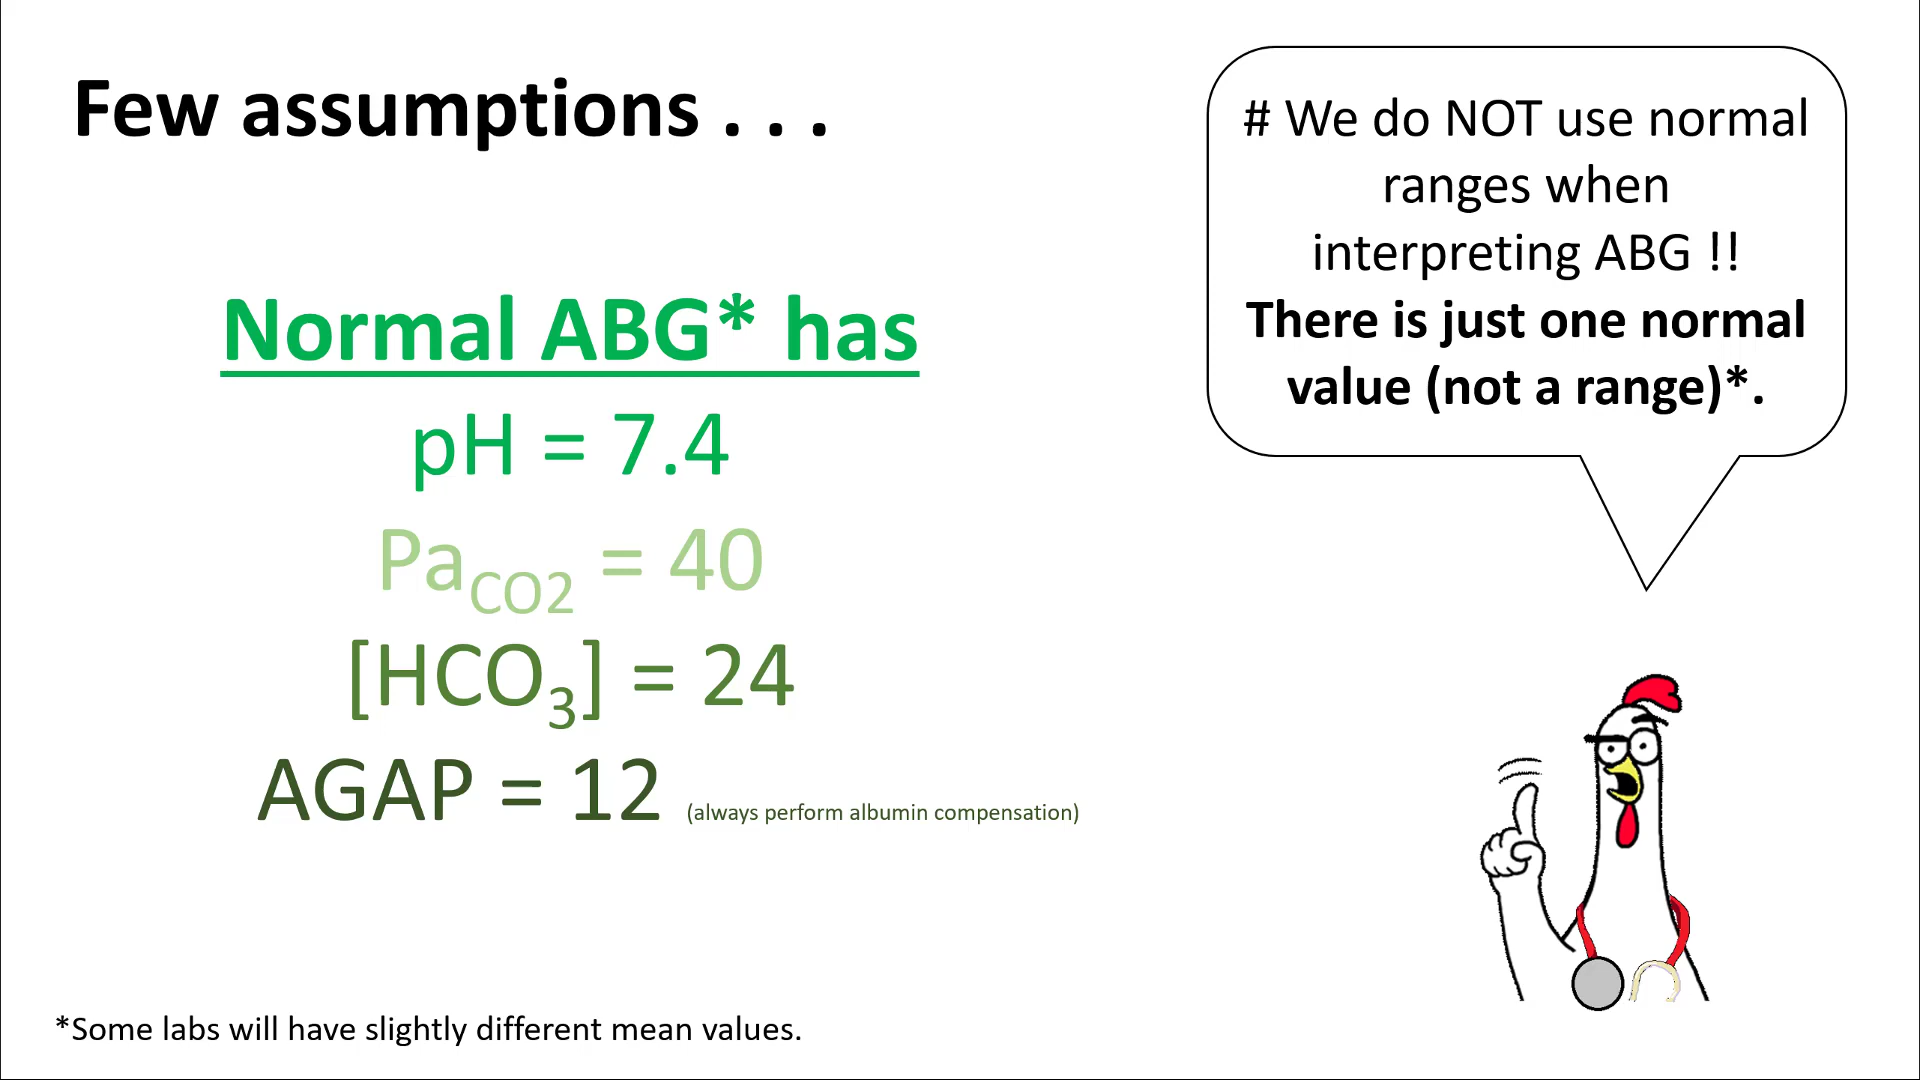 Few assumptions . . .
# We do NOT use normal
ranges when
interpreting ABG !!
There is just one normal
value (not a range)*.
Normal ABG* has
pH = 7.4
PaCO2 = 40
[HCO3] = 24
AGAP = 12 (always perform albumin compensation)
*Some labs will have slightly different mean values.